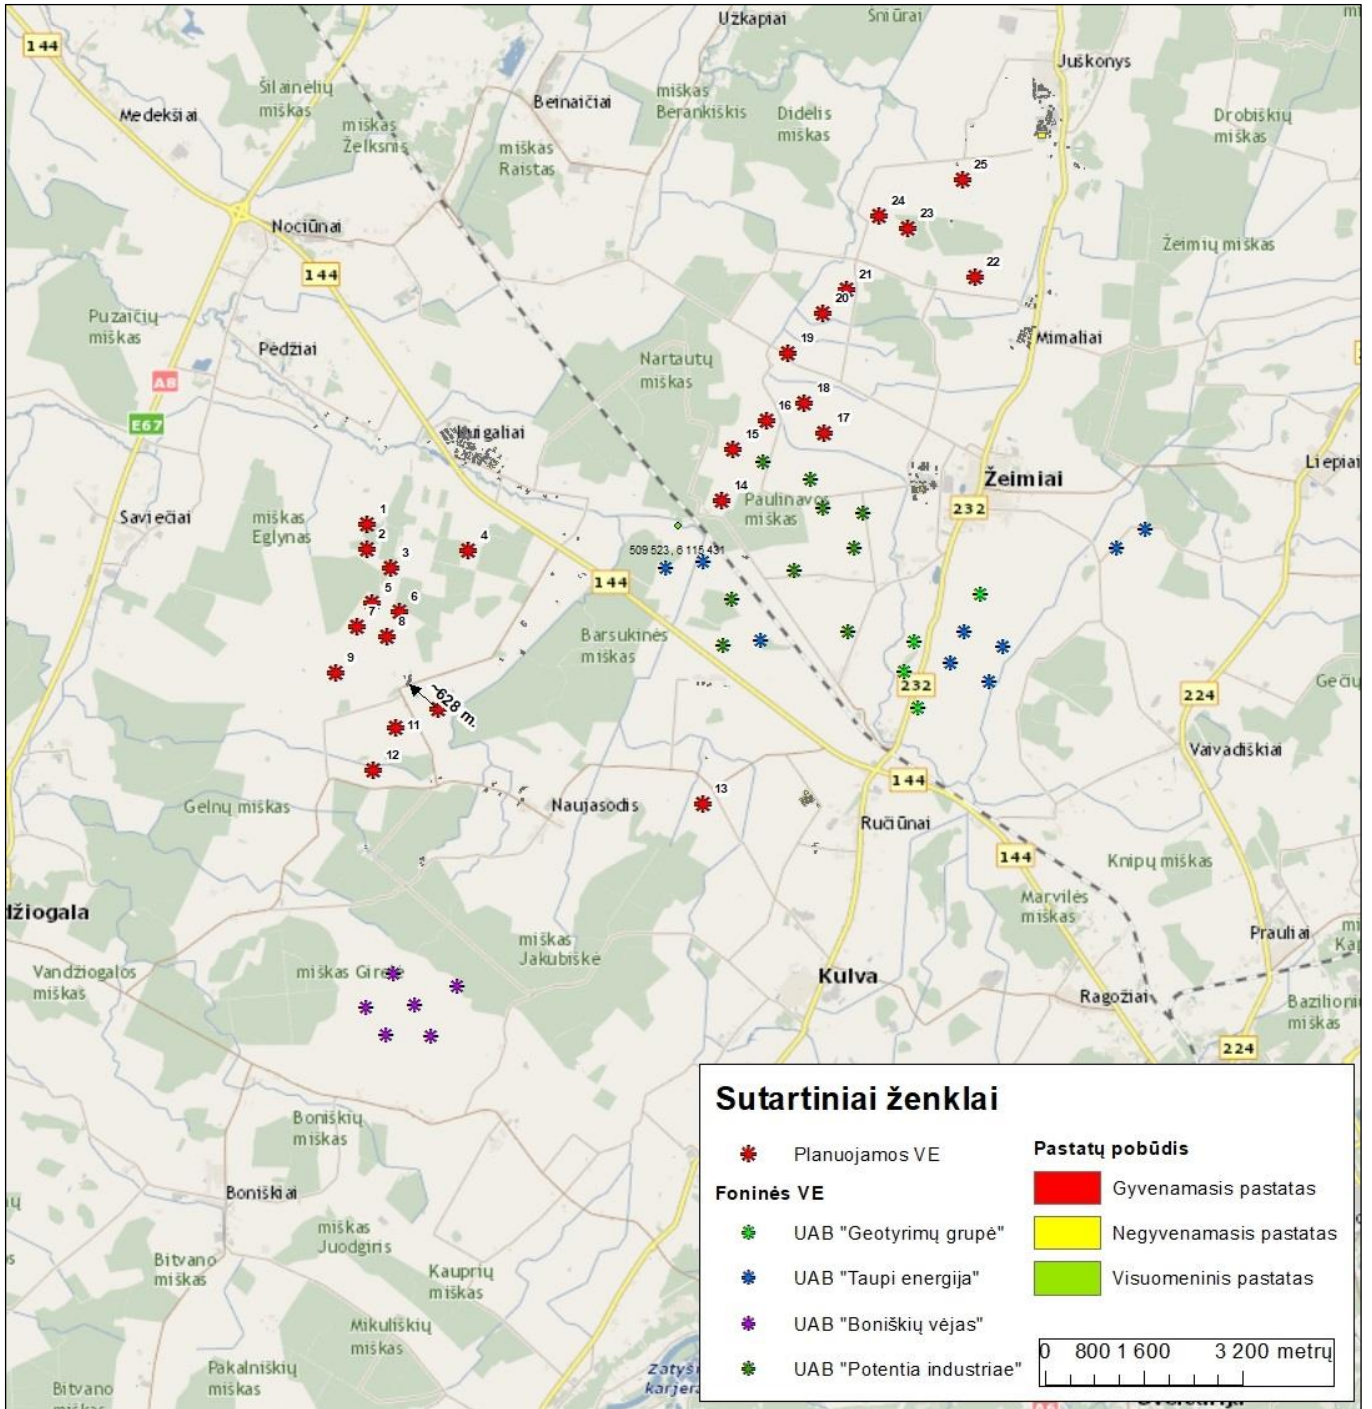 Užkapiai
Šniūrai
144
Juškonys
Šilainėlių
miškas
Beinaičiai
miškas
Berankiškis
Didelis
miškas
Drobiškių
miškas
Medekšiai
miškas
Želksnis
miškas
Raistas
25
24
23
Nociūnai
Žeimių miškas
144
22
21
20
Puzaičių
miškas
Pėdžiai
19
Mimaliai
Nartautų
miškas
A8
18
E67
16
17
15
Liepiai
Žeimiai
14
Paulinavos
miškas
232
Saviečiai
miškas
Eglynas
1
2
3
4
509 523, 6 115 431
144
5
6
7
8
Barsukinės
miškas
9
~628 m.
232
224
11
Vaivadiškiai
12
144
13
Gelnų miškas
Naujasodis
Ručiūnai
144
Knipų miškas
Marvilės
miškas
džiogala
miškas
Jakubiškė
Prauliai
Vandžiogalos
miškas
miškas Girelė
Kulva
Ragožiai
miškas
224
Boniškių
miškas
Boniškiai
miškas
Juodgiris
Bitvano
miškas
Kauprių
miškas
Mikuliškių
miškas
Pakalniškių
miškas
Bitvano
miškas
Sutartiniai ženklai
Planuojamos VE
Foninės VE
UAB "Geotyrimų grupė"
UAB "Taupi energija"
UAB "Boniškių vėjas"
UAB "Potentia industriae"
Pastatų pobūdis
Gyvenamasis pastatas
Negyvenamasis pastatas
Visuomeninis pastatas
0 800 1 600 3 200 metrų